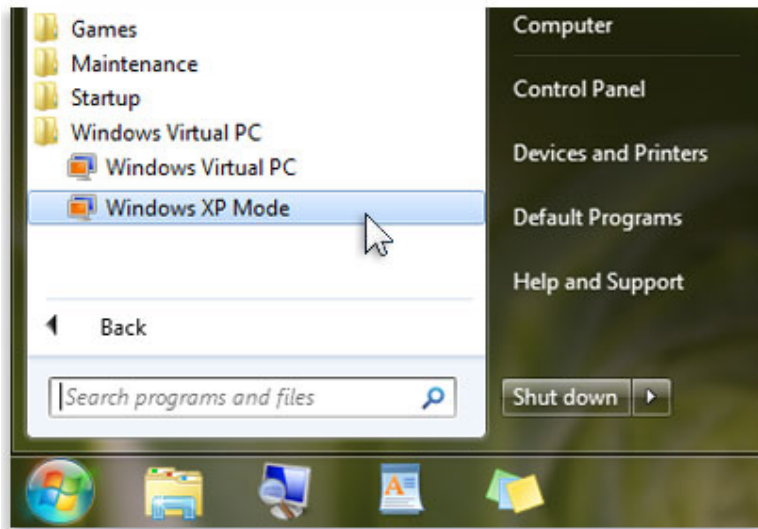 Games
Maintenance
Startup
Windows Virtual PC
Windows Virtual PC
Windows XP Mode
Back
Search programs and files
Computer
Control Panel
Devices and Printers
Default Programs
Help and Support
Shut down